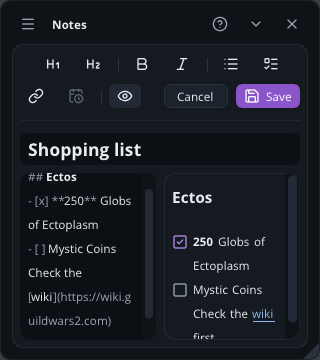 Notes
H1 H2 B I
Cancel Save
Shopping list
## Ectos
- [x] **250** Globs
of Ectoplasm
- [ ] Mystic Coins
Check the
[wiki](https://wiki.g
uildwars2.com)
Ectos
250 Globs of
Ectoplasm
Mystic Coins
Check the wiki
first